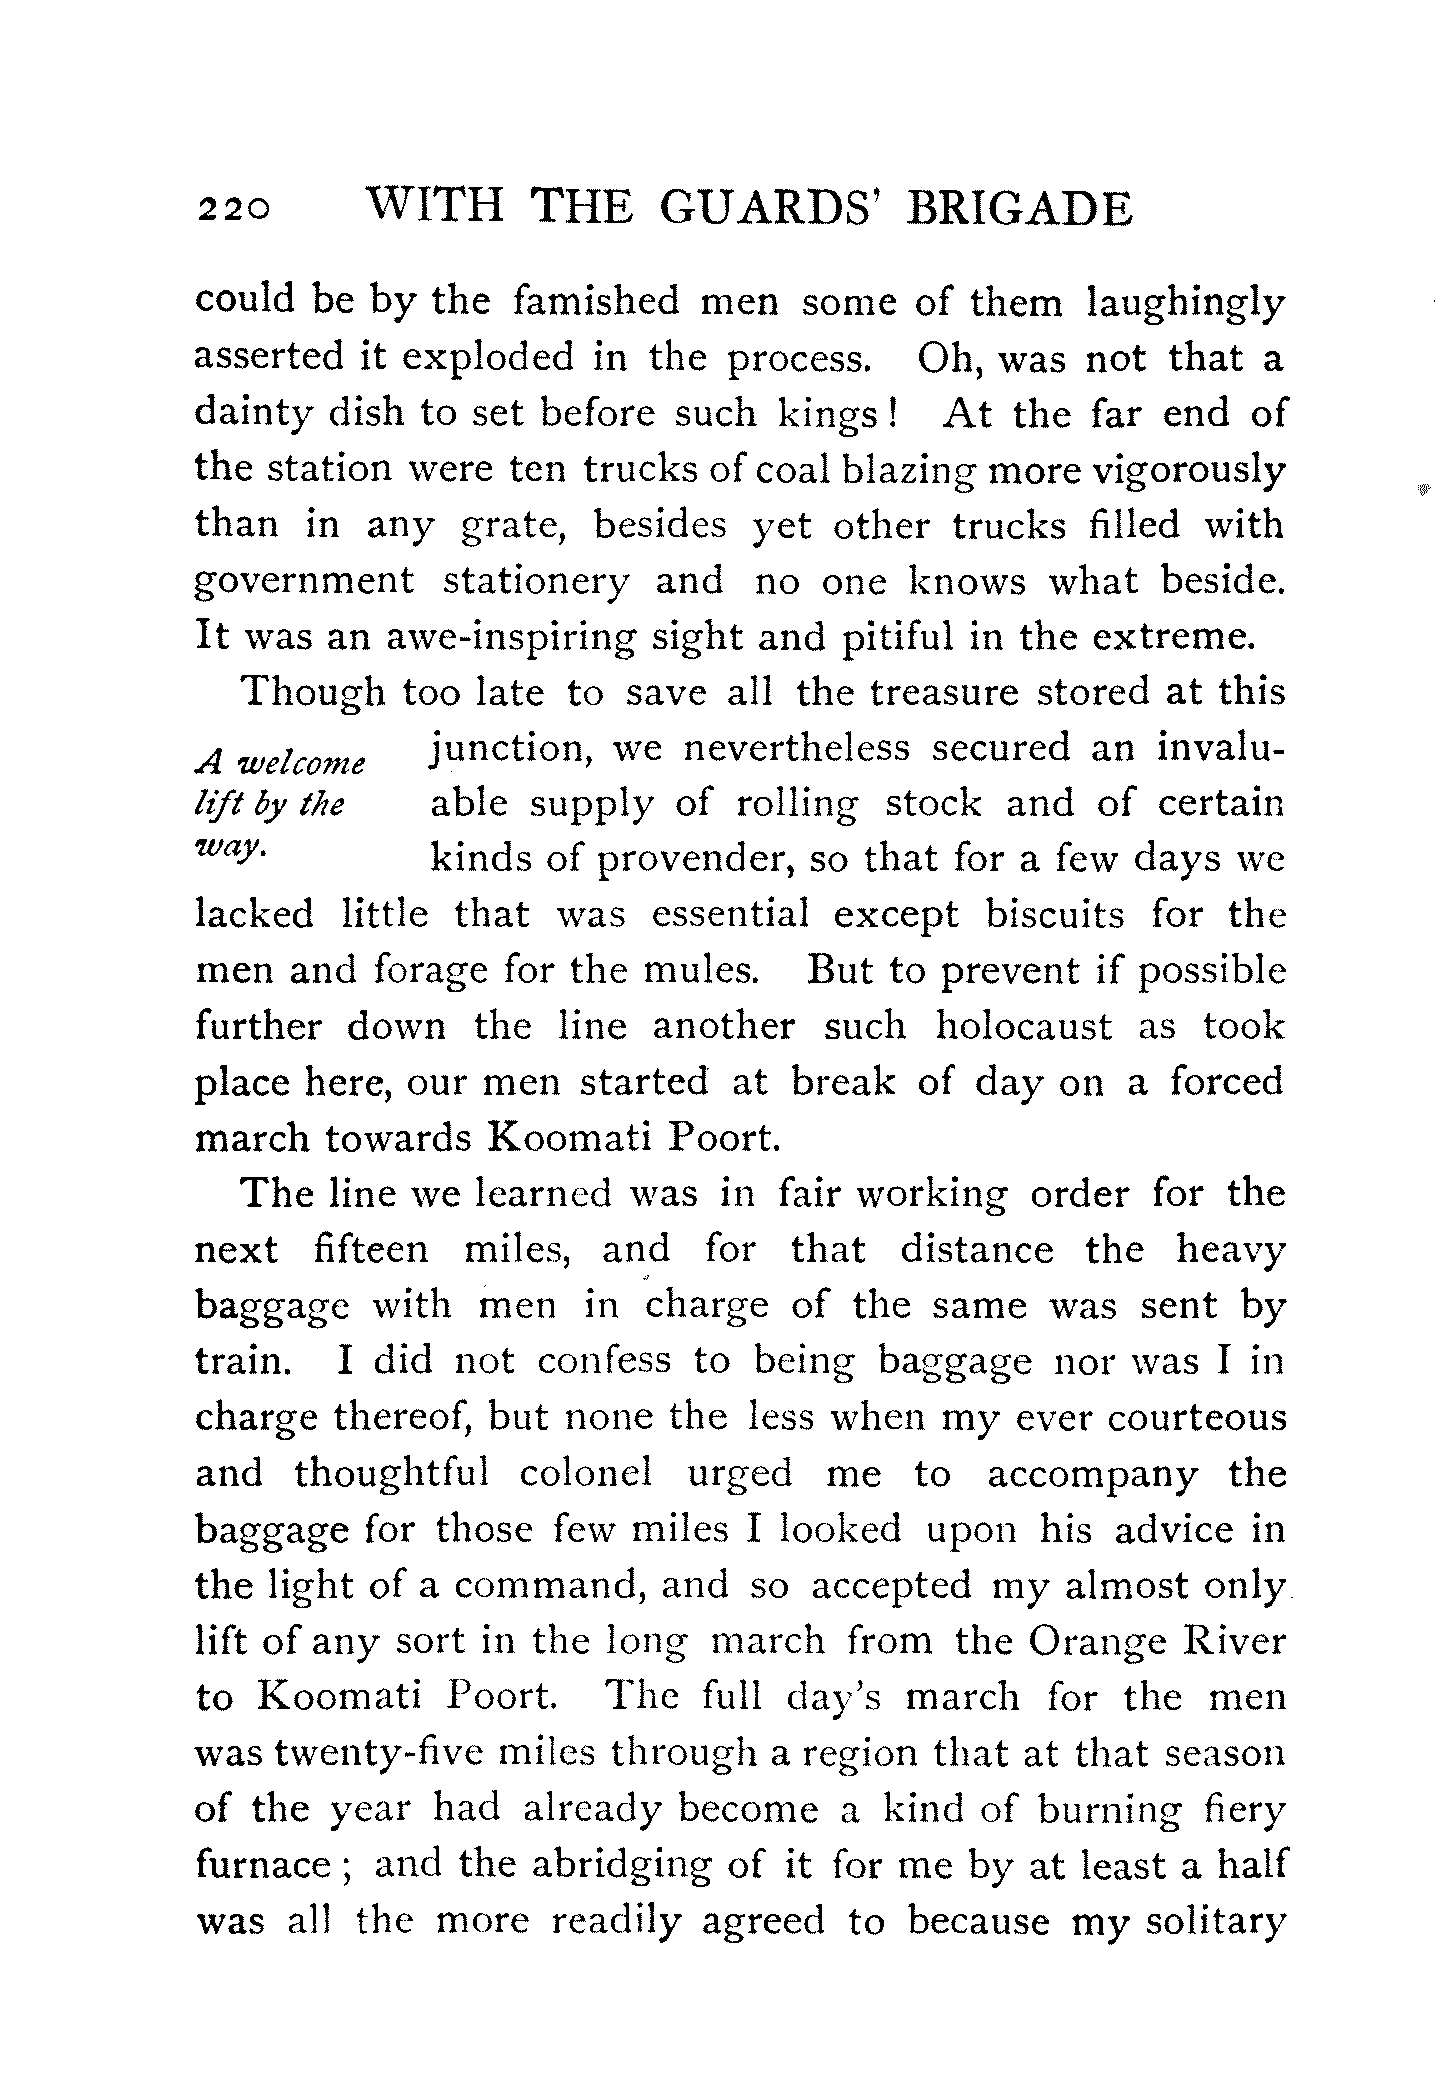 220 WITH THE GUARDS' BRIGADE
could be by the famished men some of them laughingly
asserted it exploded in the process. Oh, was not that a
dainty dish to set before such kings! At the far end of
the station were ten trucks of coal blazing more vigorously
than in any grate, besides yet other trucks filled with
government stationery and no one knows what beside.
It was an awe-inspiring sight and pitiful in the extreme.
Though too late to save all the treasure stored at this
A welcome
lift by the
way.
junction, we nevertheless secured an invalu-
able supply of rolling stock and of certain
kinds of provender, so that for a few days we
lacked little that was essential except biscuits for the
men and forage for the mules. But to prevent if possible
further down the line another such holocaust as took
place here, our men started at break of day on a forced
march towards Koomati Poort.
The line we learned was in fair working order for the
next fifteen miles, and for that distance the heavy
baggage with men in charge of the same was sent by
train. I did not confess to being baggage nor was I in
charge thereof, but none the less when my ever courteous
and thoughtful colonel urged me to accompany the
baggage for those few miles I looked upon his advice in
the light of a command, and so accepted my almost only
lift of any sort in the long march from the Orange River
to Koomati Poort. The full day's march for the men
was twenty-five miles through a region that at that season
of the year had already become a kind of burning fiery
furnace; and the abridging of it for me by at least a half
was all the more readily agreed to because my solitary